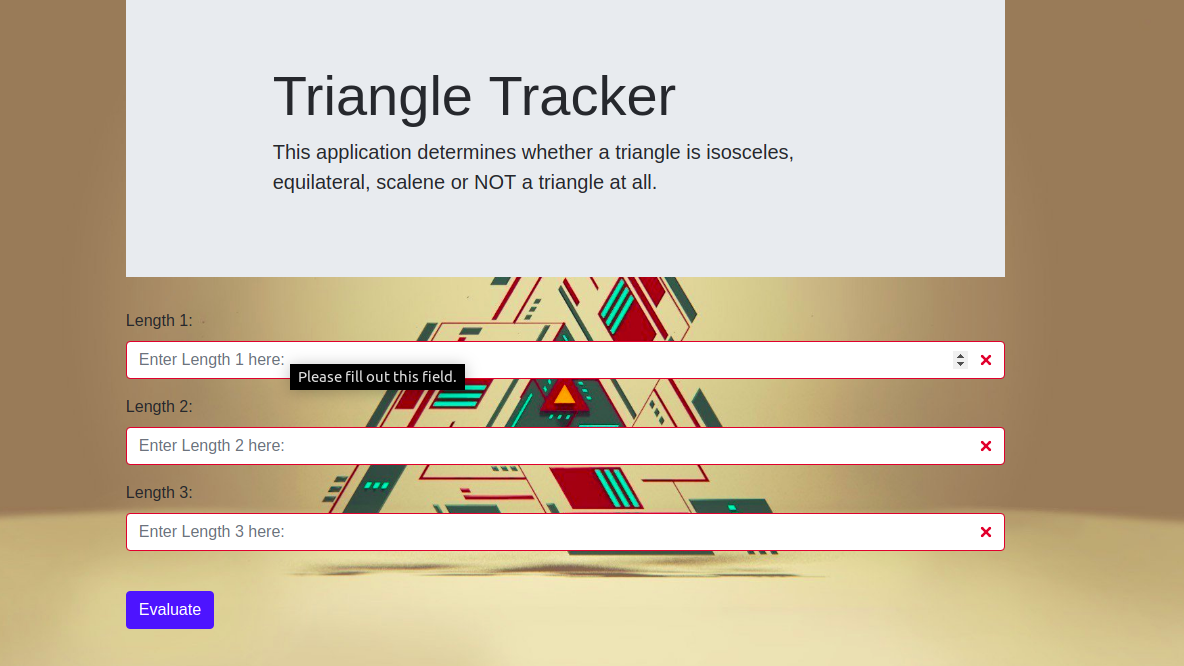 Triangle Tracker
This application determines whether a triangle is isosceles,
equilateral, scalene or NOT a triangle at all.
Length 1:
Enter Length 1 here:
Please fill out this field.
Length 2:
Enter Length 2 here:
Length 3:
Enter Length 3 here:
Evaluate